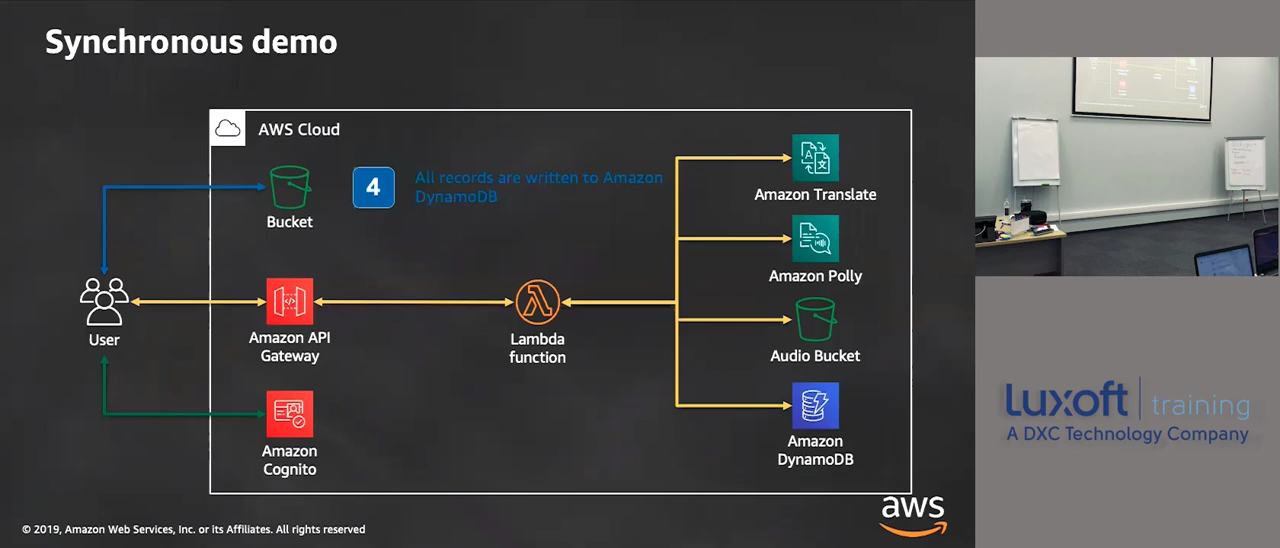 Synchronous demo
AWS Cloud
Bucket
4
All records are written to Amazon
DynamoDB
Amazon Translate
Amazon Polly
User
Amazon API
Gateway
Lambda
function
Audio Bucket
Amazon
Cognito
Amazon
DynamoDB
aws
© 2019, Amazon Web Services, Inc. or its Affiliates. All rights reserved
Luxoft training
A DXC Technology Company